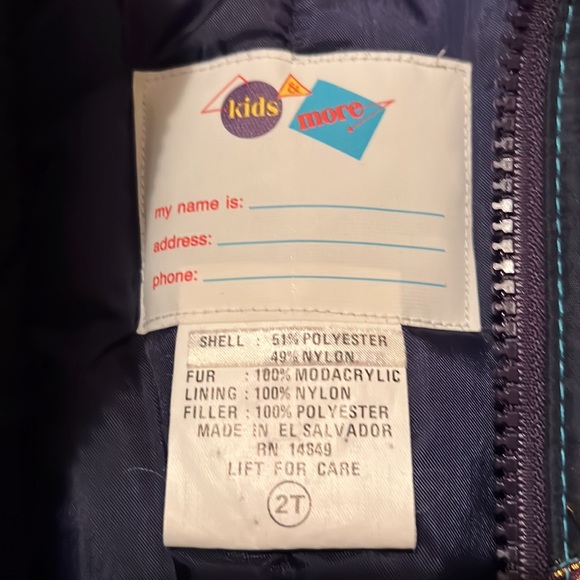 kids & more
my name is:
address:
phone:
SHELL : 51% POLYESTER
49% NYLON
FUR : 100% MODACRYLIC
LINING : 100% NYLON
FILLER : 100% POLYESTER
MADE IN EL SALVADOR
RN 14849
LIFT FOR CARE
2T